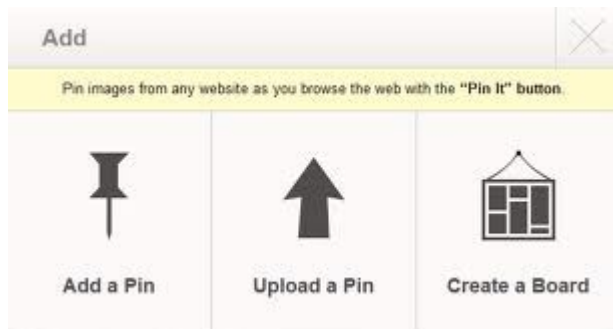 Add
Pin images from any website as you browse the web with the "Pin It" button.
Add a Pin
Upload a Pin
Create a Board